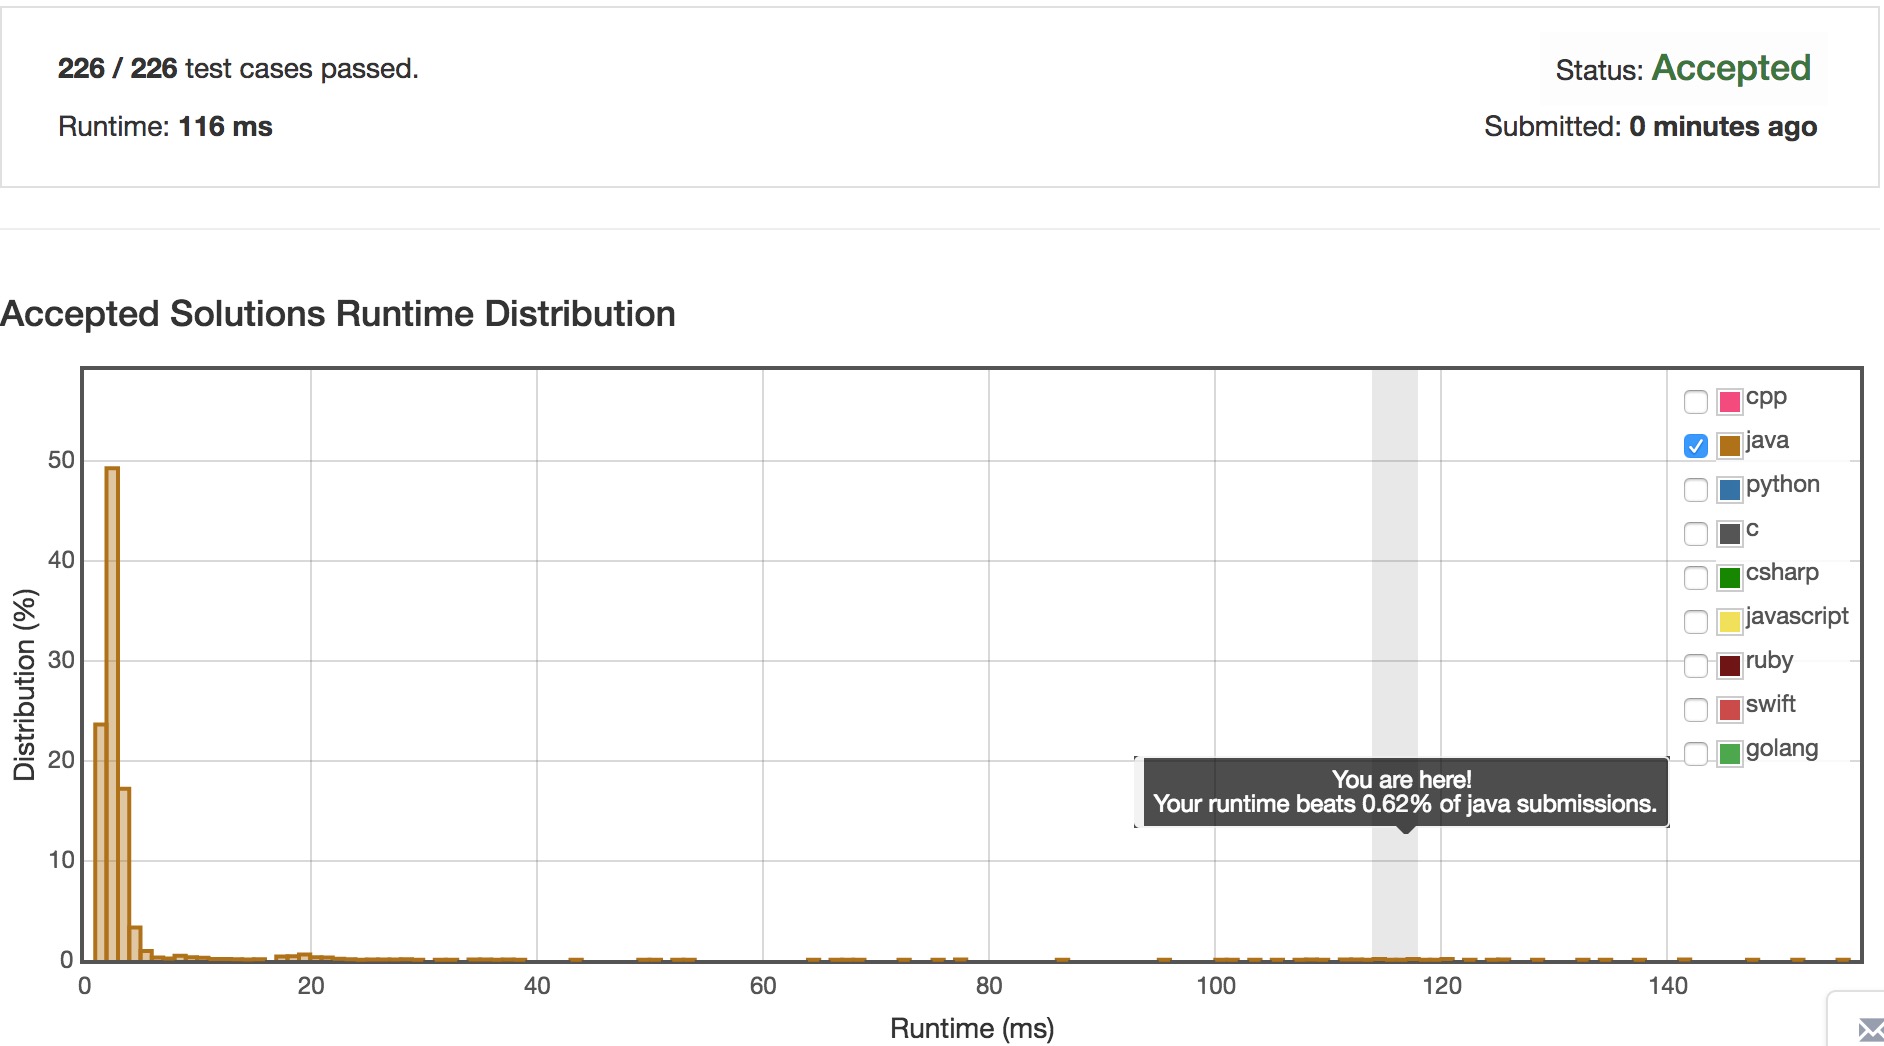 226 / 226 test cases passed.
Status: Accepted
Runtime: 116 ms
Submitted: 0 minutes ago
Accepted Solutions Runtime Distribution
cpp
java
python
c
csharp
javascript
ruby
swift
golang
50
40
30
20
10
0
Distribution (%)
You are here!
Your runtime beats 0.62% of java submissions.
0 20 40 60 80 100 120 140
Runtime (ms)